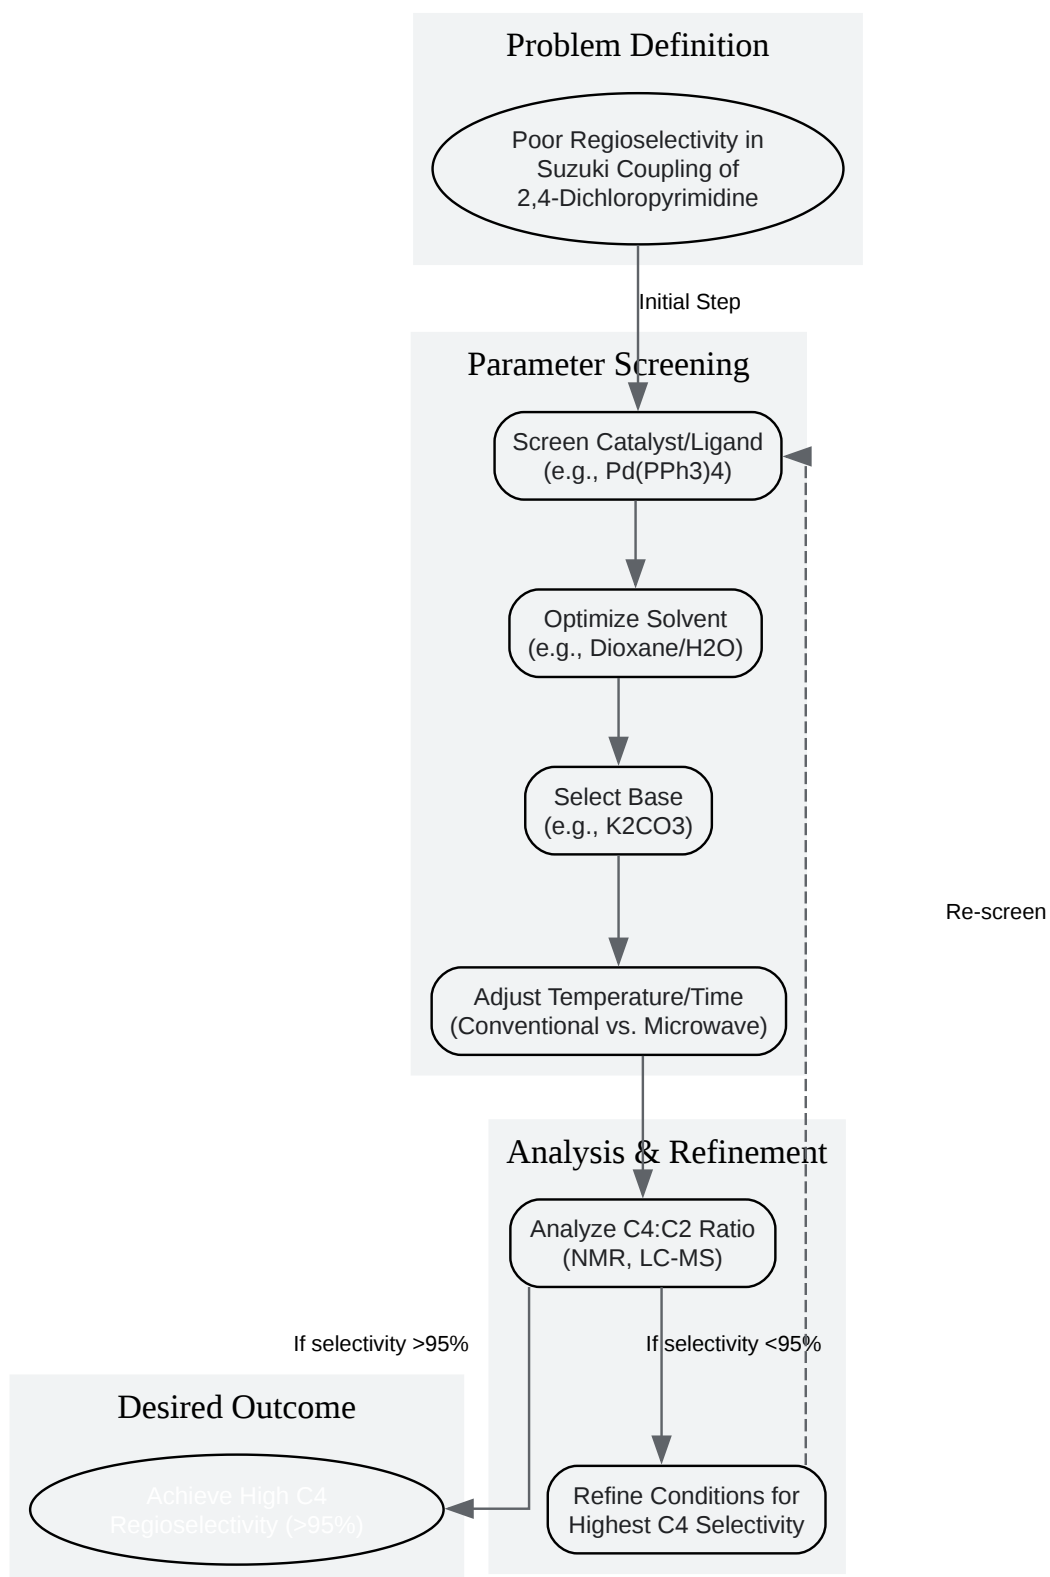 Problem Definition
Poor Regioselectivity in
Suzuki Coupling of
2,4-Dichloropyrimidine
Initial Step
Parameter Screening
Screen Catalyst/Ligand
(e.g., Pd(PPh3)4)
Optimize Solvent
(e.g., Dioxane/H2O)
Select Base
(e.g., K2CO3)
Re-screen
Adjust Temperature/Time
(Conventional vs. Microwave)
Analysis & Refinement
Analyze C4:C2 Ratio
(NMR, LC-MS)
If selectivity >95%
If selectivity <95%
Desired Outcome
Achieve High C4
Regioselectivity (>95%)
Refine Conditions for
Highest C4 Selectivity